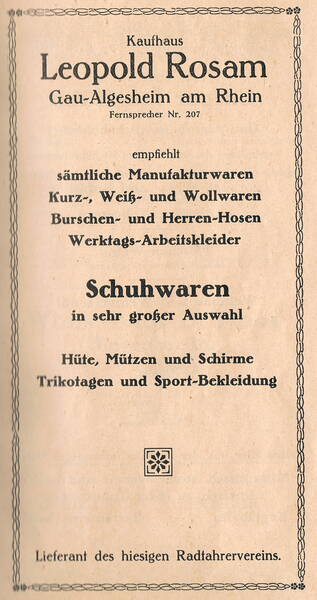 Kaufhaus
Leopold Rosam
Gau-Algesheim am Rhein
Fernsprecher Nr. 207
empfiehlt
sämtliche Manufakturwaren
Kurz-, Weiß- und Wollwaren
Burschen- und Herren-Hosen
Werktags-Arbeitskleider
Schuhwaren
in sehr großer Auswahl
Hüte, Mützen und Schirme
Trikotagen und Sport-Bekleidung
Lieferant des hiesigen Radfahrervereins.